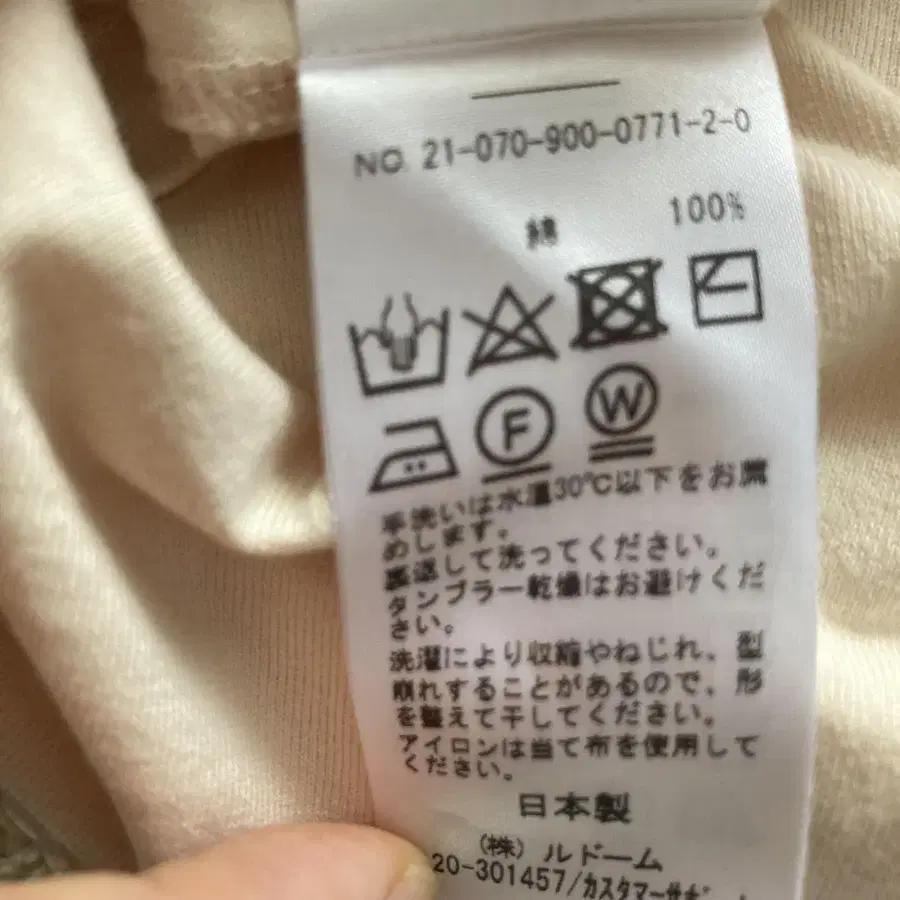 NO. 21-070-900-0771-2-0
綿 100%
F W
手洗いは水温30℃以下をお薦
めします。
裏返して洗ってください。
タンブラー乾燥はお避けくだ
さい。
洗濯により収縮やねじれ、型
崩れすることがあるので、形
を整えて干してください。
アイロンは当て布を使用して
ください。
日本製
(株) ルドーム
20-301457/カスタマーサポ